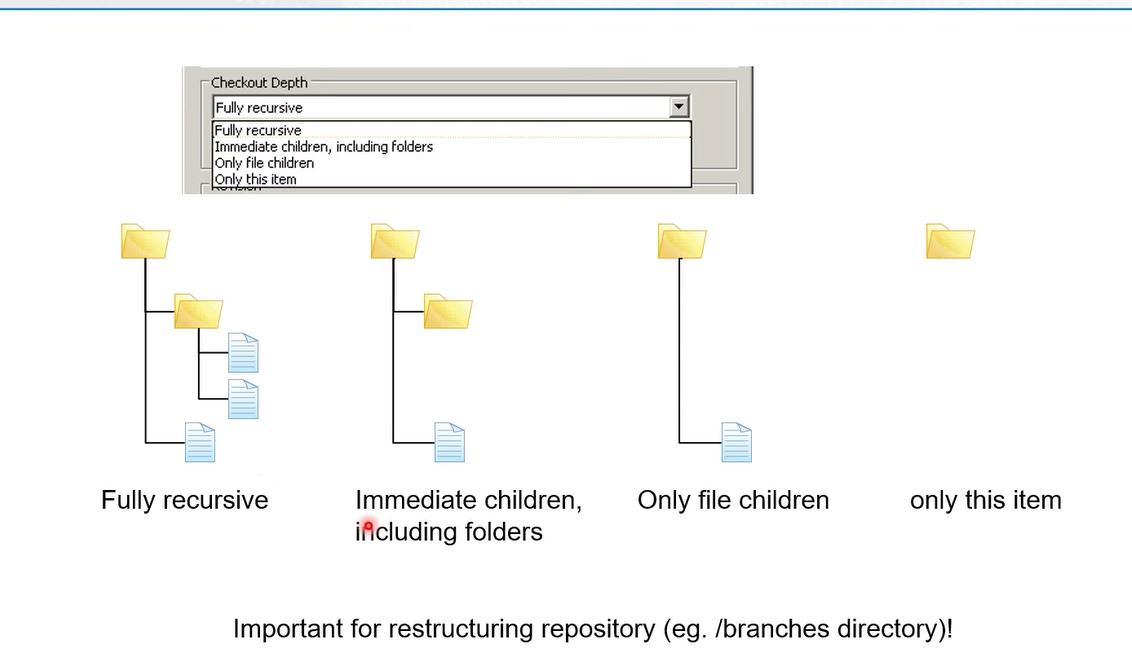 Checkout Depth
Fully recursive
Fully recursive
Immediate children, including folders
Only file children
Only this item
Revision
Fully recursive
Immediate children,
including folders
Only file children
only this item
Important for restructuring repository (eg. /branches directory)!